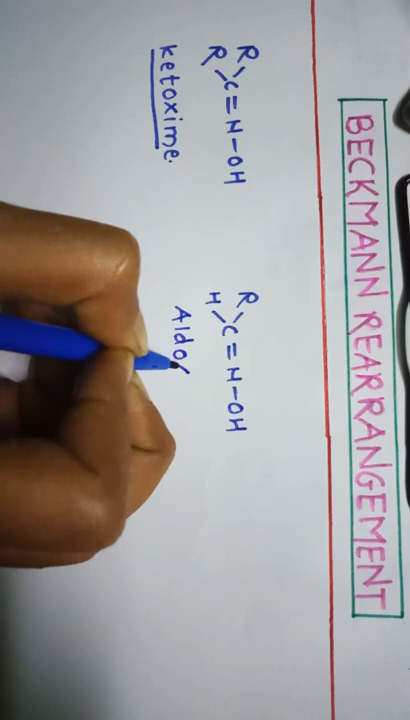 BECKMANN REARRANGEMENT
R R C=N-OH
ketoxime.
R H C=N-OH
Aldo